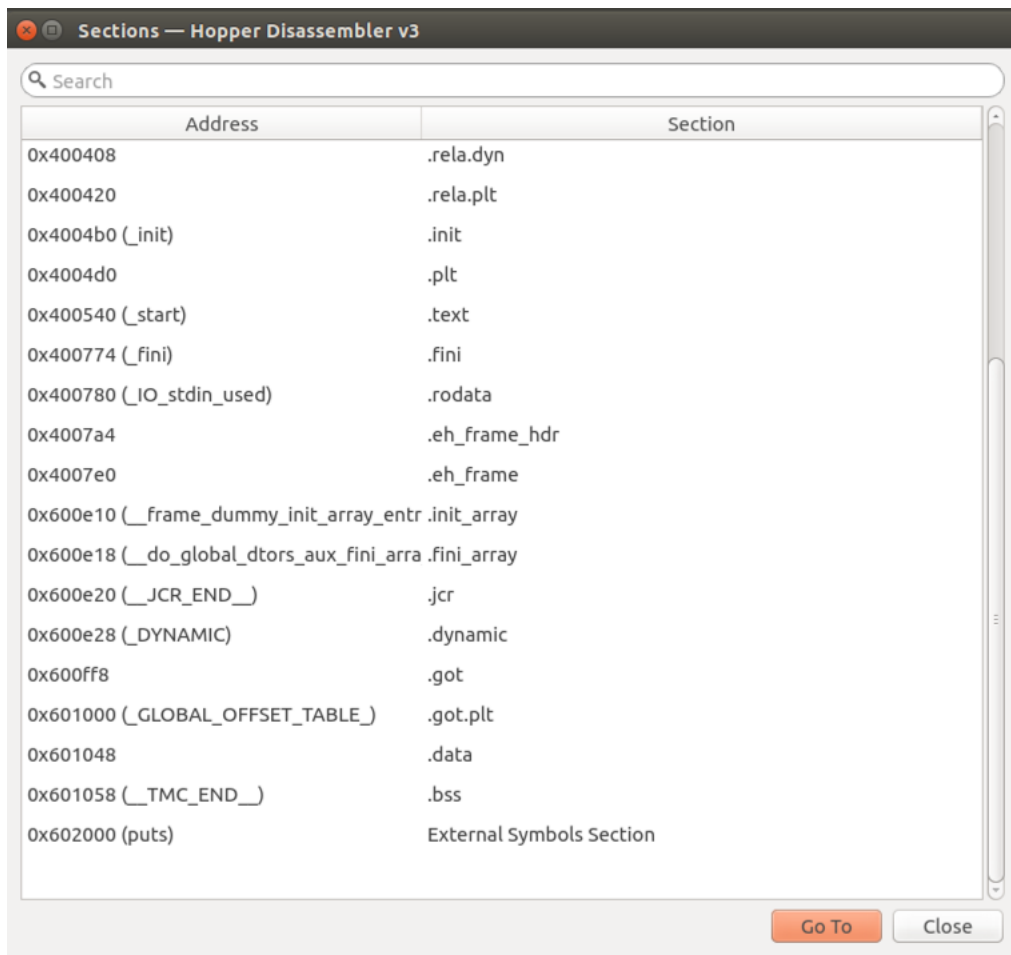 Sections — Hopper Disassembler v3
Search
Address Section
0x400408 .rela.dyn
0x400420 .rela.plt
0x4004b0 (_init) .init
0x4004d0 .plt
0x400540 (_start) .text
0x400774 (_fini) .fini
0x400780 (_IO_stdin_used) .rodata
0x4007a4 .eh_frame_hdr
0x4007e0 .eh_frame
0x600e10 (__frame_dummy_init_array_entr .init_array
0x600e18 (__do_global_dtors_aux_fini_arra .fini_array
0x600e20 (__JCR_END__) .jcr
0x600e28 (_DYNAMIC) .dynamic
0x600ff8 .got
0x601000 (_GLOBAL_OFFSET_TABLE_) .got.plt
0x601048 .data
0x601058 (__TMC_END__) .bss
0x602000 (puts) External Symbols Section
Go To Close